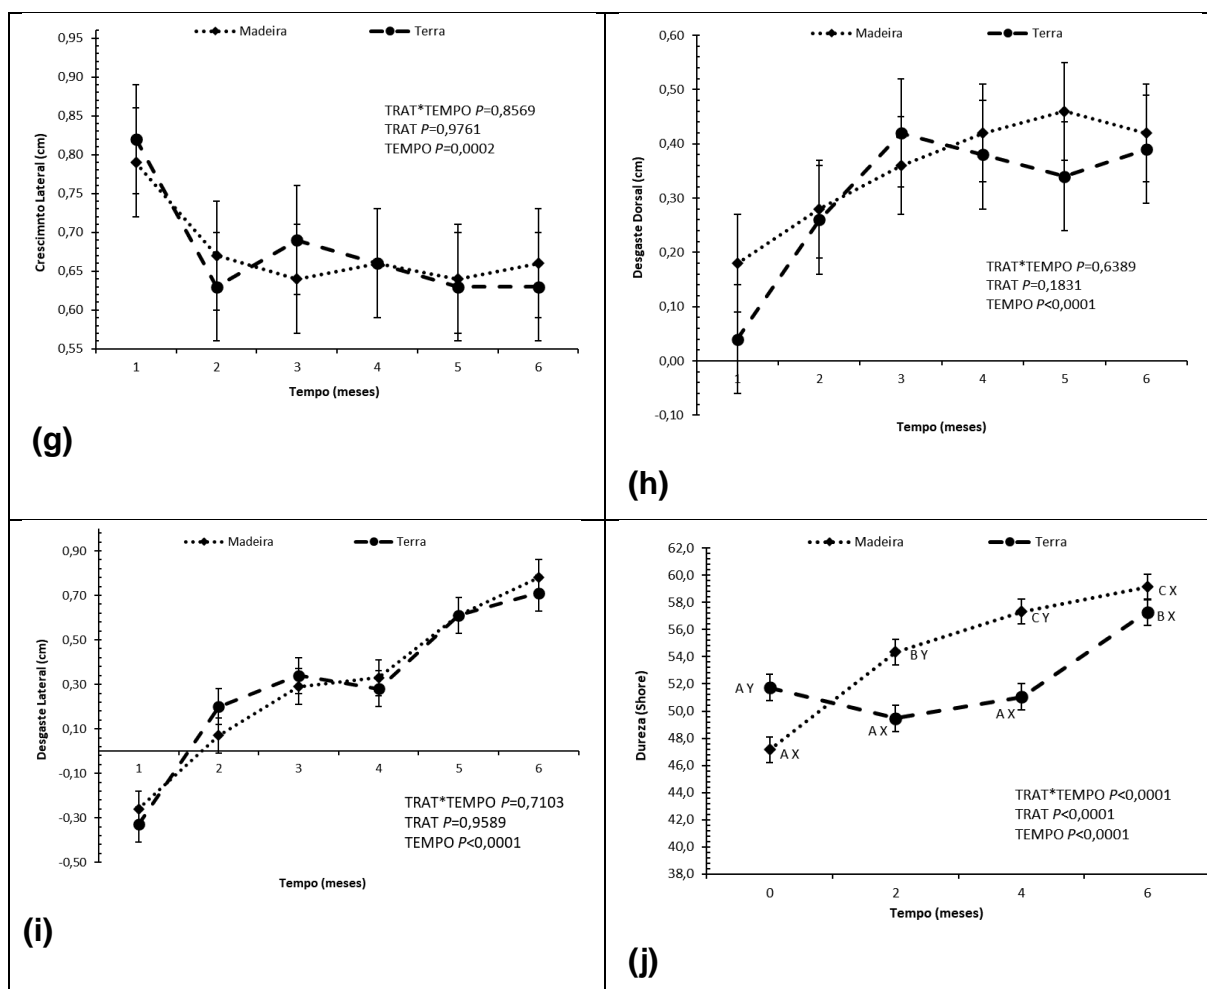 Madeira Terra
0,95
0,90
0,85
0,80
0,75
0,70
0,65
0,60
0,55
Crescimnto Lateral (cm)
TRAT*TEMPO P=0,8569
TRAT P=0,9761
TEMPO P=0,0002
1 2 3 4 5 6
Tempo (meses)
(g)
Madeira Terra
0,60
0,50
0,40
0,30
0,20
0,10
0,00
-0,10
Desgaste Dorsal (cm)
TRAT*TEMPO P=0,6389
TRAT P=0,1831
TEMPO P<0,0001
1 2 3 4 5 6
Tempo (meses)
(h)
Madeira Terra
0,90
0,70
0,50
0,30
0,10
-0,10
-0,30
-0,50
Desgaste Lateral (cm)
1 2 3 4 5 6
TRAT*TEMPO P=0,7103
TRAT P=0,9589
TEMPO P<0,0001
Tempo (meses)
(i)
Madeira Terra
62,0
60,0
58,0
56,0
54,0
52,0
50,0
48,0
46,0
44,0
42,0
40,0
38,0
Dureza (Shore)
C X
B X
C Y
B Y
A Y
A X
A X
A X
TRAT*TEMPO P<0,0001
TRAT P<0,0001
TEMPO P<0,0001
0 2 4 6
Tempo (meses)
(j)